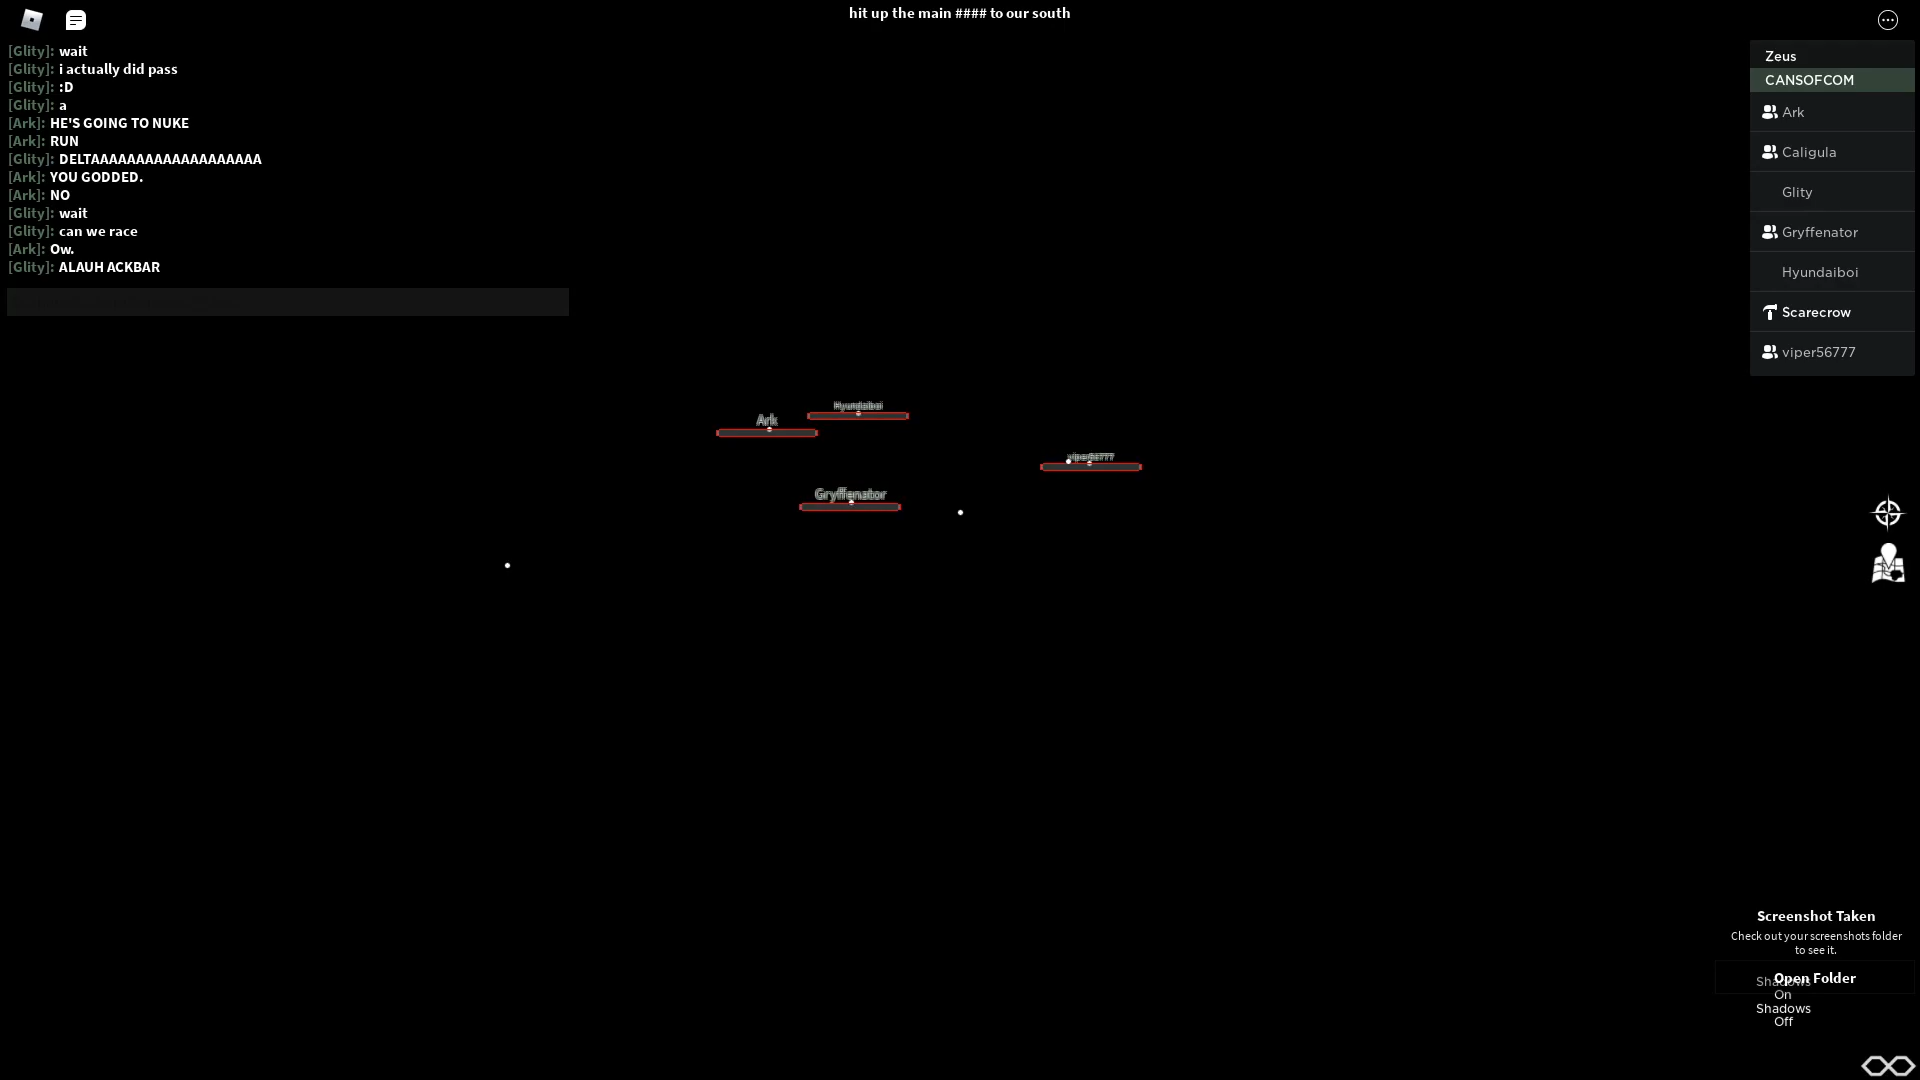 hit up the main #### to our south
[Glity]: wait
[Glity]: i actually did pass
[Glity]: :D
[Glity]: a
[Ark]: HE'S GOING TO NUKE
[Ark]: RUN
[Glity]: DELTAAAAAAAAAAAAAAAAAAA
[Ark]: YOU GODDED.
[Ark]: NO
[Glity]: wait
[Glity]: can we race
[Ark]: Ow.
[Glity]: ALAUH ACKBAR
Zeus
CANSOFCOM
Ark
Caligula
Glity
Gryffenator
Hyundaiboi
Scarecrow
viper56777
Hyundaiboi
Ark
viper56777
Gryffenator
Screenshot Taken
Check out your screenshots folder
to see it.
Open Folder
Shadows
On
Shadows
Off